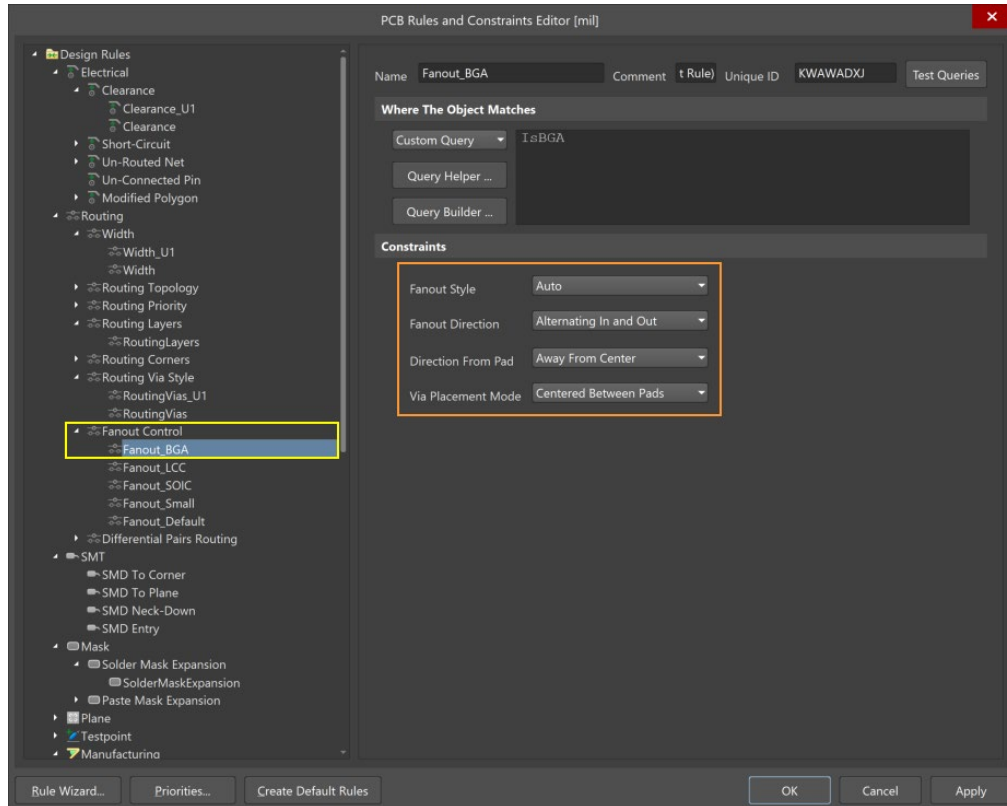 PCB Rules and Constraints Editor [mil]
Design Rules
Electrical
Clearance
Clearance_U1
Clearance
Short-Circuit
Un-Routed Net
Un-Connected Pin
Modified Polygon
Routing
Width
Width_U1
Width
Routing Topology
Routing Priority
Routing Layers
RoutingLayers
Routing Corners
Routing Via Style
RoutingVias_U1
RoutingVias
Fanout Control
Fanout_BGA
Fanout_LCC
Fanout_SOIC
Fanout_Small
Fanout_Default
Differential Pairs Routing
SMT
SMD To Corner
SMD To Plane
SMD Neck-Down
SMD Entry
Mask
Solder Mask Expansion
SolderMaskExpansion
Paste Mask Expansion
Plane
Testpoint
Manufacturing
Name Fanout_BGA Comment t Rule) Unique ID KWAWADXJ Test Queries
Where The Object Matches
Custom Query IsBGA
Query Helper ...
Query Builder ...
Constraints
Fanout Style Auto
Fanout Direction Alternating In and Out
Direction From Pad Away From Center
Via Placement Mode Centered Between Pads
Rule Wizard... Priorities... Create Default Rules OK Cancel Apply